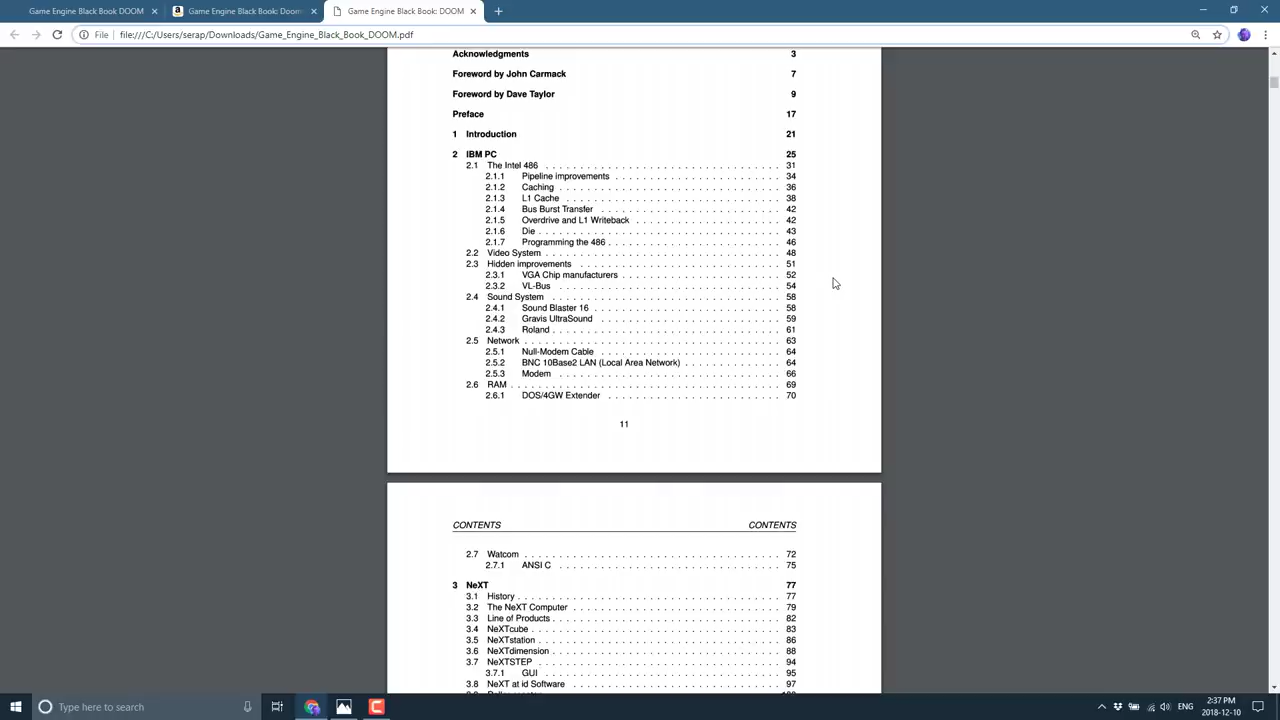 Game Engine Black Book: DOOM
Game Engine Black Book: Doom:
Game Engine Black Book: DOOM
File file:///C:/Users/serap/Downloads/Game_Engine_Black_Book_DOOM.pdf
Acknowledgments 3
Foreword by John Carmack 7
Foreword by Dave Taylor 9
Preface 17
1 Introduction 21
2 IBM PC 25
2.1 The Intel 486 31
2.1.1 Pipeline improvements 34
2.1.2 Caching 36
2.1.3 L1 Cache 38
2.1.4 Bus Burst Transfer 42
2.1.5 Overdrive and L1 Writeback 42
2.1.6 Die 43
2.1.7 Programming the 486 46
2.2 Video System 48
2.3 Hidden improvements 51
2.3.1 VGA Chip manufacturers 52
2.3.2 VL-Bus 54
2.4 Sound System 58
2.4.1 Sound Blaster 16 58
2.4.2 Gravis UltraSound 59
2.4.3 Roland 61
2.5 Network 63
2.5.1 Null-Modem Cable 64
2.5.2 BNC 10Base2 LAN (Local Area Network) 64
2.5.3 Modem 66
2.6 RAM 69
2.6.1 DOS/4GW Extender 70
11
CONTENTS CONTENTS
2.7 Watcom 72
2.7.1 ANSI C 75
3 NeXT 77
3.1 History 77
3.2 The NeXT Computer 79
3.3 Line of Products 82
3.4 NeXTcube 83
3.5 NeXTstation 86
3.6 NeXTdimension 88
3.7 NeXTSTEP 94
3.7.1 GUI 95
3.8 NeXT at id Software 97
Type here to search
ENG
2:37 PM
2018-12-10